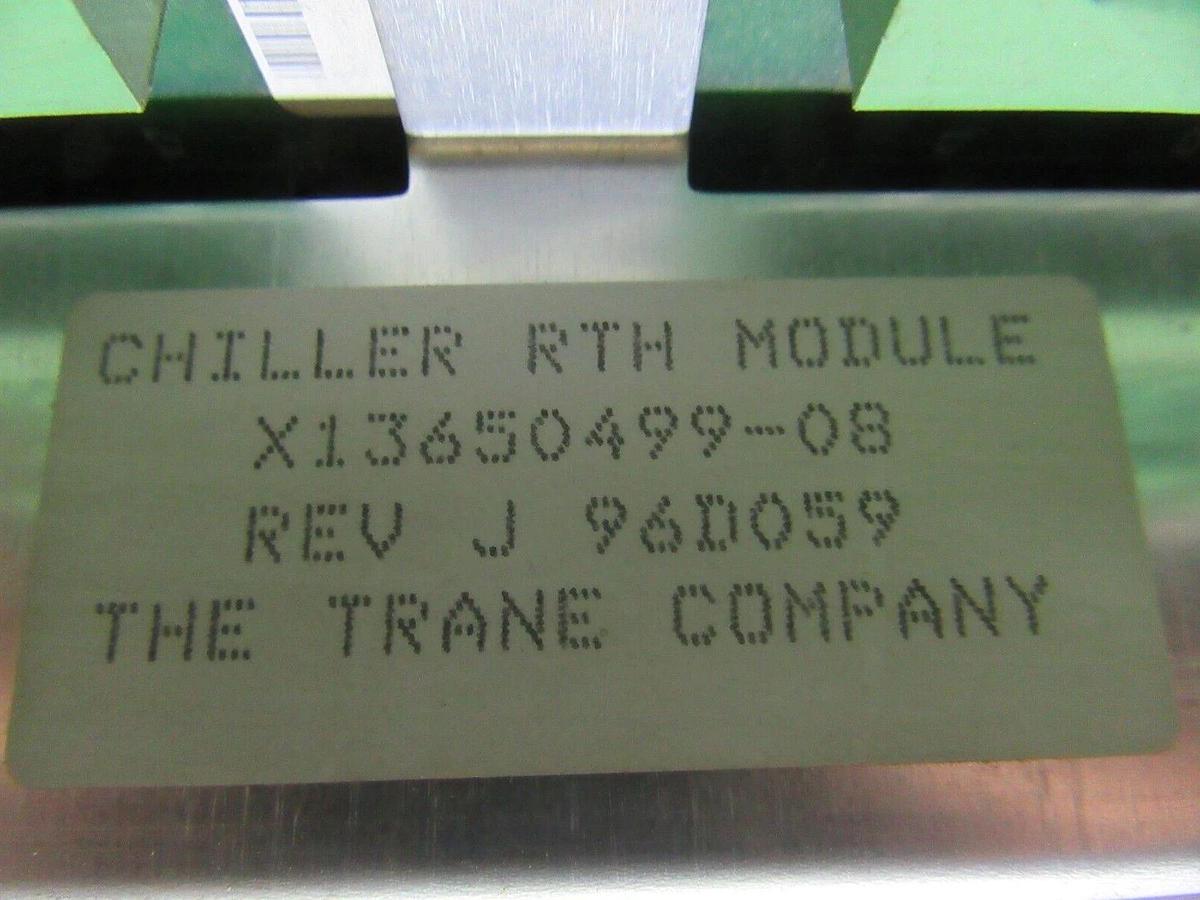 CHILLER RTH MODULE
X13650499-08
REV J 96D059
THE TRANE COMPANY